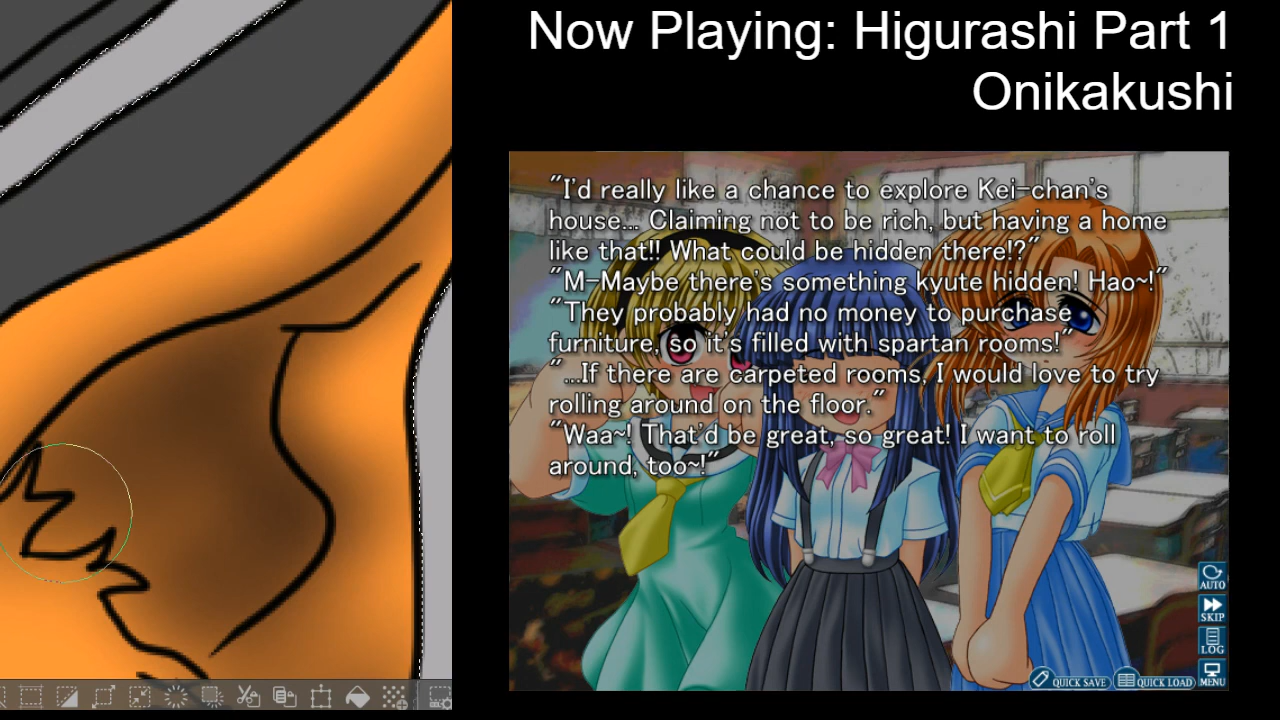 Now Playing: Higurashi Part 1
Onikakushi
"I'd really like a chance to explore Kei-chan's
house... Claiming not to be rich, but having a home
like that!! What could be hidden there!?"
"M-Maybe there's something kyute hidden! Hao~!"
"They probably had no money to purchase
furniture, so it's filled with spartan rooms!"
"...If there are carpeted rooms, I would love to try
rolling around on the floor."
"Waa~! That'd be great, so great! I want to roll
around, too~!"
AUTO
SKIP
LOG
MENU
QUICK SAVE
QUICK LOAD